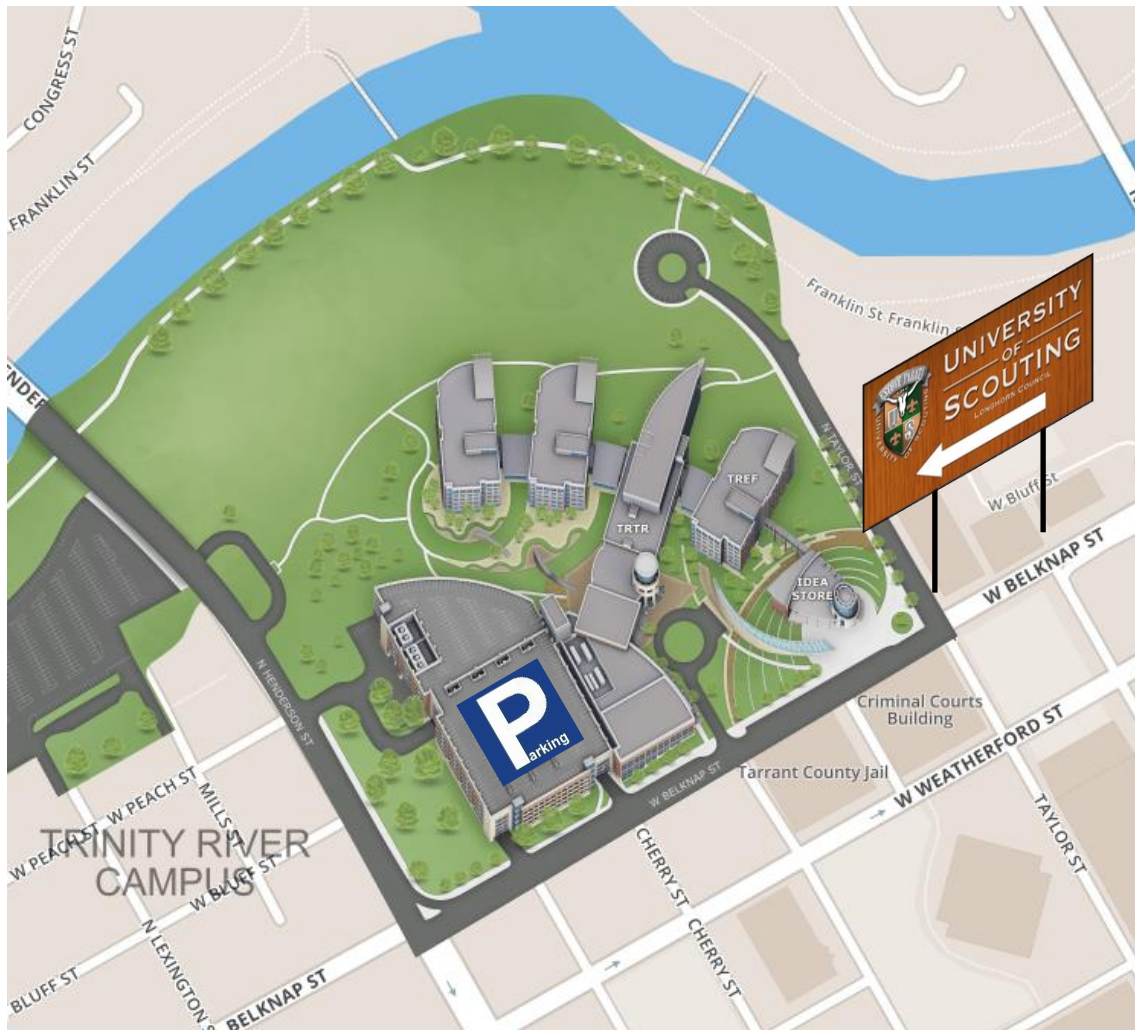 CONGRESS ST
FRANKLIN ST
Franklin St Franklin
UNIVERSITY
OF
SCOUTING
LONGHORN COUNCIL
N TAYLOR ST
W Bluff St
W BELKNAP ST
TREF
TRTR
IDEA
STORE
N HENDERSON ST
Criminal Courts
Building
Parking
Tarrant County Jail
W WEATHERFORD ST
W BELKNAP ST
W PEACH ST
W PEACH ST
MILLS ST
TRINITY RIVER
CAMPUS
W BLUFF ST
BLUFF ST
N LEXINGTON S
BELKNAP ST
CHERRY ST
CHERRY ST
TAYLOR ST